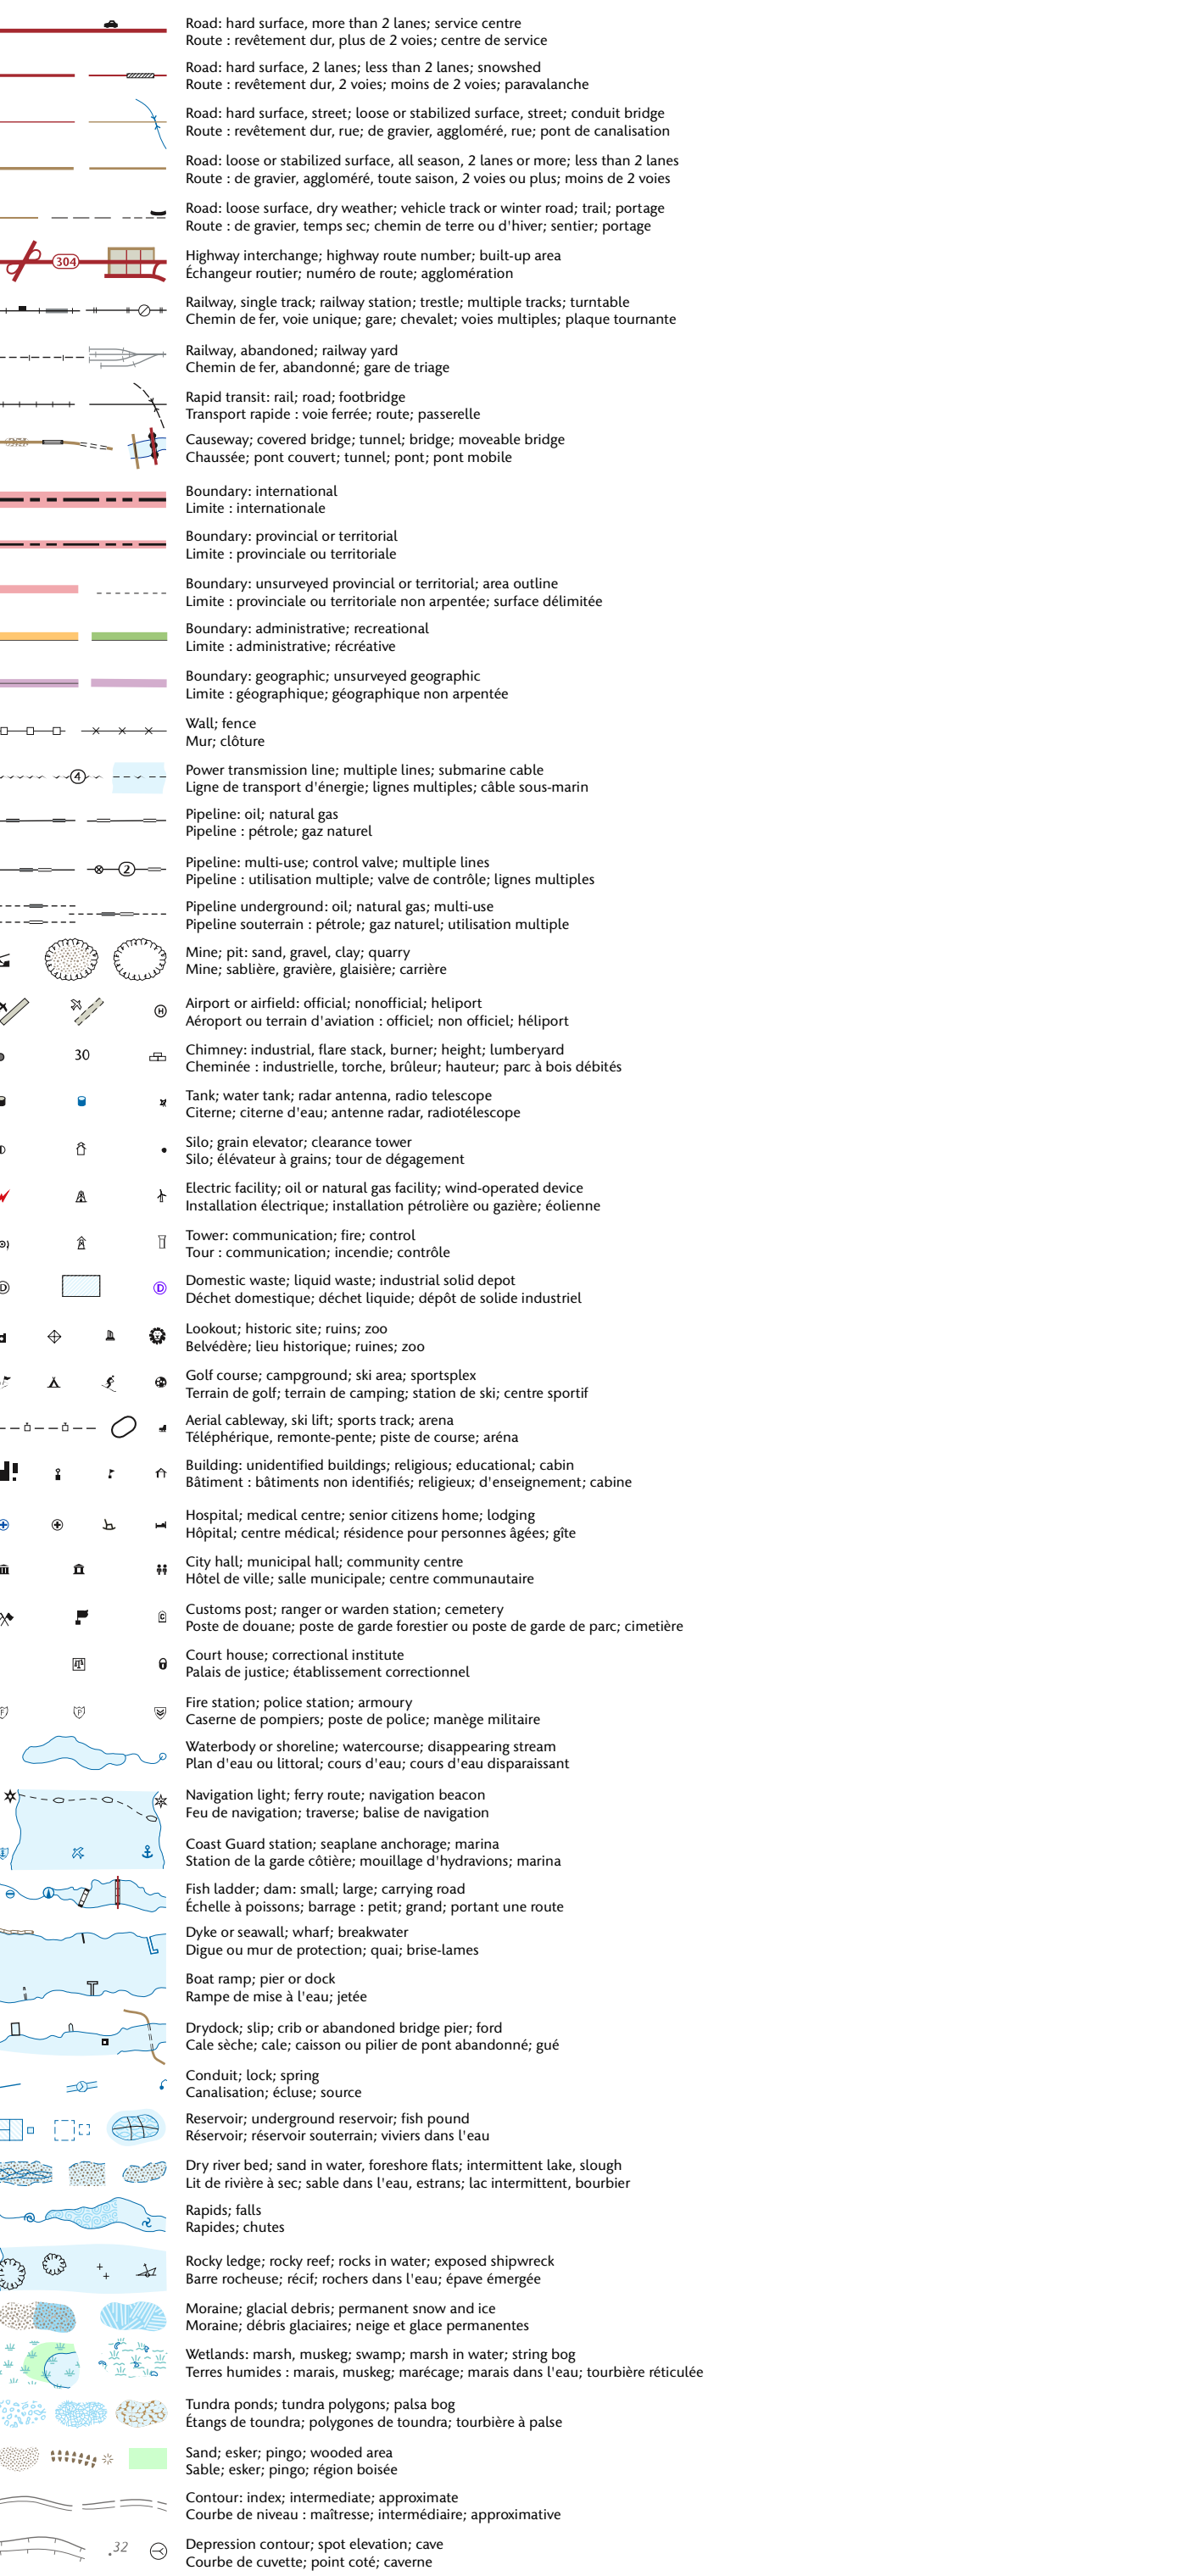 Road: hard surface, more than 2 lanes; service centre
Route : revêtement dur, plus de 2 voies; centre de service
Road: hard surface, 2 lanes; less than 2 lanes; snowshed
Route : revêtement dur, 2 voies; moins de 2 voies; paravalanche
Road: hard surface, street; loose or stabilized surface, street; conduit bridge
Route : revêtement dur, rue; de gravier, aggloméré, rue; pont de canalisation
Road: loose or stabilized surface, all season, 2 lanes or more; less than 2 lanes
Route : de gravier, aggloméré, toute saison, 2 voies ou plus; moins de 2 voies
Road: loose surface, dry weather; vehicle track or winter road; trail; portage
Route : de gravier, temps sec; chemin de terre ou d'hiver; sentier; portage
304
Highway interchange; highway route number; built-up area
Échangeur routier; numéro de route; agglomération
Railway, single track; railway station; trestle; multiple tracks; turntable
Chemin de fer, voie unique; gare; chevalet; voies multiples; plaque tournante
Railway, abandoned; railway yard
Chemin de fer, abandonné; gare de triage
Rapid transit: rail; road; footbridge
Transport rapide : voie ferrée; route; passerelle
Causeway; covered bridge; tunnel; bridge; moveable bridge
Chaussée; pont couvert; tunnel; pont; pont mobile
Boundary: international
Limite : internationale
Boundary: provincial or territorial
Limite : provinciale ou territoriale
Boundary: unsurveyed provincial or territorial; area outline
Limite : provinciale ou territoriale non arpentée; surface délimitée
Boundary: administrative; recreational
Limite : administrative; récréative
Boundary: geographic; unsurveyed geographic
Limite : géographique; géographique non arpentée
Wall; fence
Mur; clôture
4
Power transmission line; multiple lines; submarine cable
Ligne de transport d'énergie; lignes multiples; câble sous-marin
Pipeline: oil; natural gas
Pipeline : pétrole; gaz naturel
2
Pipeline: multi-use; control valve; multiple lines
Pipeline : utilisation multiple; valve de contrôle; lignes multiples
Pipeline underground: oil; natural gas; multi-use
Pipeline souterrain : pétrole; gaz naturel; utilisation multiple
Mine; pit: sand, gravel, clay; quarry
Mine; sablière, gravière, glaisière; carrière
H
Airport or airfield: official; nonofficial; heliport
Aéroport ou terrain d'aviation : officiel; non officiel; héliport
30
Chimney: industrial, flare stack, burner; height; lumberyard
Cheminée : industrielle, torche, brûleur; hauteur; parc à bois débités
Tank; water tank; radar antenna, radio telescope
Citerne; citerne d'eau; antenne radar, radiotélescope
Silo; grain elevator; clearance tower
Silo; élévateur à grains; tour de dégagement
Electric facility; oil or natural gas facility; wind-operated device
Installation électrique; installation pétrolière ou gazière; éolienne
Tower: communication; fire; control
Tour : communication; incendie; contrôle
D D
Domestic waste; liquid waste; industrial solid depot
Déchet domestique; déchet liquide; dépôt de solide industriel
Lookout; historic site; ruins; zoo
Belvédère; lieu historique; ruines; zoo
Golf course; campground; ski area; sportsplex
Terrain de golf; terrain de camping; station de ski; centre sportif
Aerial cableway, ski lift; sports track; arena
Téléphérique, remonte-pente; piste de course; aréna
Building: unidentified buildings; religious; educational; cabin
Bâtiment : bâtiments non identifiés; religieux; d'enseignement; cabine
Hospital; medical centre; senior citizens home; lodging
Hôpital; centre médical; résidence pour personnes âgées; gîte
City hall; municipal hall; community centre
Hôtel de ville; salle municipale; centre communautaire
C
Customs post; ranger or warden station; cemetery
Poste de douane; poste de garde forestier ou poste de garde de parc; cimetière
Court house; correctional institute
Palais de justice; établissement correctionnel
F P
Fire station; police station; armoury
Caserne de pompiers; poste de police; manège militaire
Waterbody or shoreline; watercourse; disappearing stream
Plan d'eau ou littoral; cours d'eau; cours d'eau disparaissant
Navigation light; ferry route; navigation beacon
Feu de navigation; traverse; balise de navigation
Coast Guard station; seaplane anchorage; marina
Station de la garde côtière; mouillage d'hydravions; marina
Fish ladder; dam: small; large; carrying road
Échelle à poissons; barrage : petit; grand; portant une route
Dyke or seawall; wharf; breakwater
Digue ou mur de protection; quai; brise-lames
Boat ramp; pier or dock
Rampe de mise à l'eau; jetée
Drydock; slip; crib or abandoned bridge pier; ford
Cale sèche; cale; caisson ou pilier de pont abandonné; gué
Conduit; lock; spring
Canalisation; écluse; source
Reservoir; underground reservoir; fish pound
Réservoir; réservoir souterrain; viviers dans l'eau
Dry river bed; sand in water, foreshore flats; intermittent lake, slough
Lit de rivière à sec; sable dans l'eau, estrans; lac intermittent, bourbier
Rapids; falls
Rapides; chutes
Rocky ledge; rocky reef; rocks in water; exposed shipwreck
Barre rocheuse; récif; rochers dans l'eau; épave émergée
Moraine; glacial debris; permanent snow and ice
Moraine; débris glaciaires; neige et glace permanentes
Wetlands: marsh, muskeg; swamp; marsh in water; string bog
Terres humides : marais, muskeg; marécage; marais dans l'eau; tourbière réticulée
Tundra ponds; tundra polygons; palsa bog
Étangs de toundra; polygones de toundra; tourbière à palse
Sand; esker; pingo; wooded area
Sable; esker; pingo; région boisée
Contour: index; intermediate; approximate
Courbe de niveau : maîtresse; intermédiaire; approximative
.32
Depression contour; spot elevation; cave
Courbe de cuvette; point coté; caverne